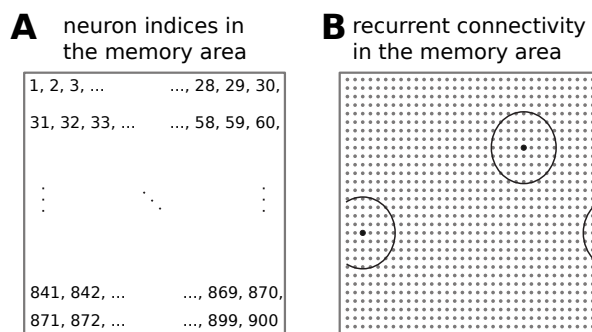 A neuron indices in
the memory area
1, 2, 3, ... ..., 28, 29, 30,
31, 32, 33, ... ..., 58, 59, 60,
841, 842, ... ..., 869, 870,
871, 872, ... ..., 899, 900
B recurrent connectivity
in the memory area